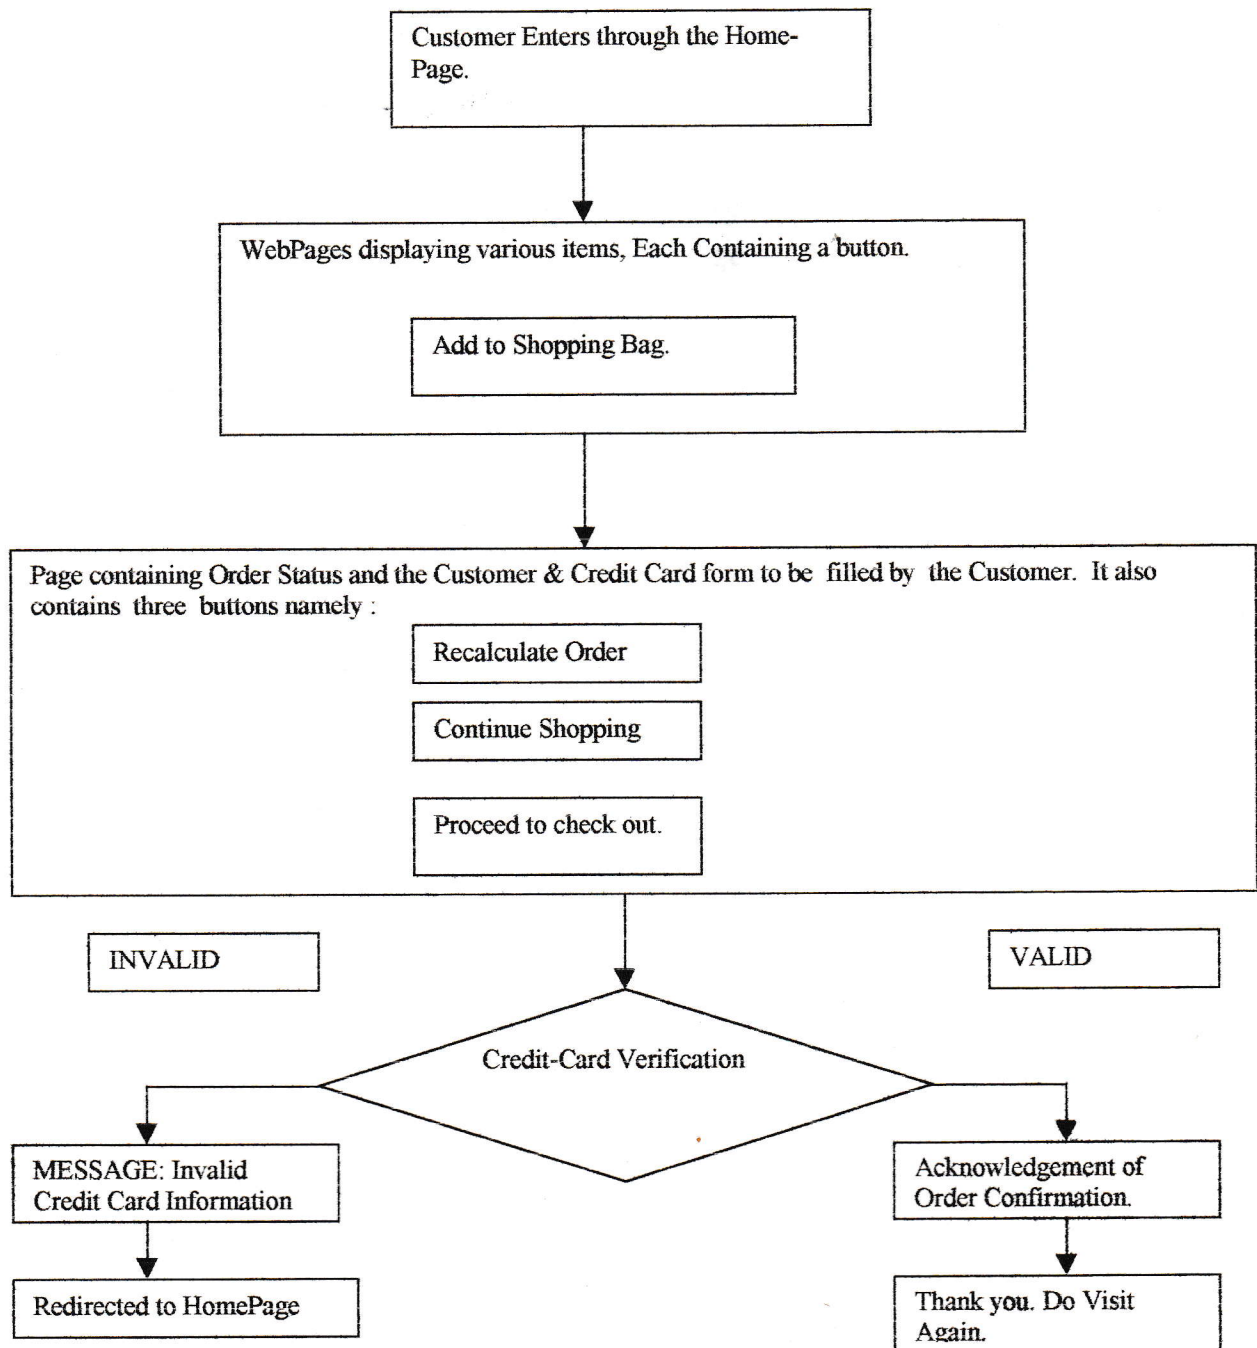 Customer Enters through the Home-
Page.
WebPages displaying various items, Each Containing a button.
Add to Shopping Bag.
Page containing Order Status and the Customer & Credit Card form to be filled by the Customer. It also
contains three buttons namely :
Recalculate Order
Continue Shopping
Proceed to check out.
INVALID
VALID
Credit-Card Verification
MESSAGE: Invalid
Credit Card Information
Acknowledgement of
Order Confirmation.
Redirected to HomePage
Thank you. Do Visit
Again.